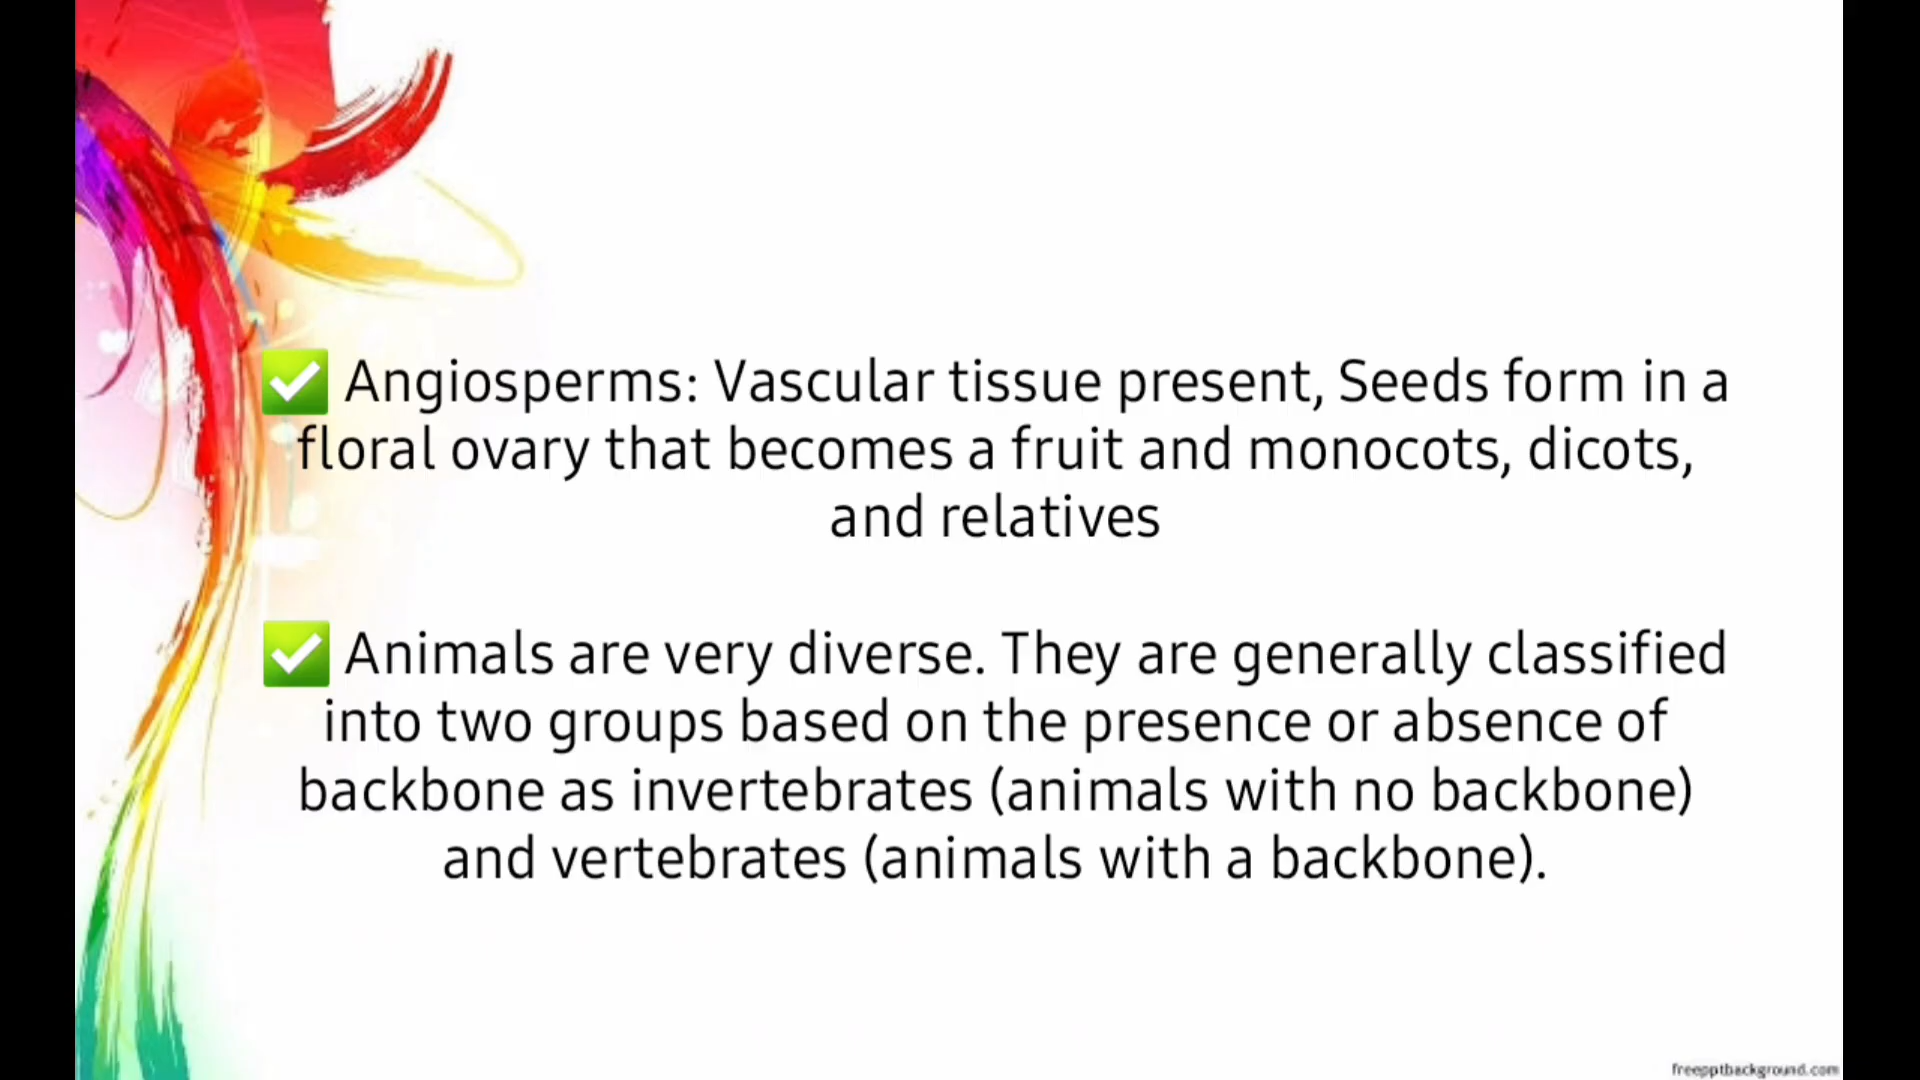 ✅ Angiosperms: Vascular tissue present, Seeds form in a
floral ovary that becomes a fruit and monocots, dicots,
and relatives
✅ Animals are very diverse. They are generally classified
into two groups based on the presence or absence of
backbone as invertebrates (animals with no backbone)
and vertebrates (animals with a backbone).
freepptbackground.com